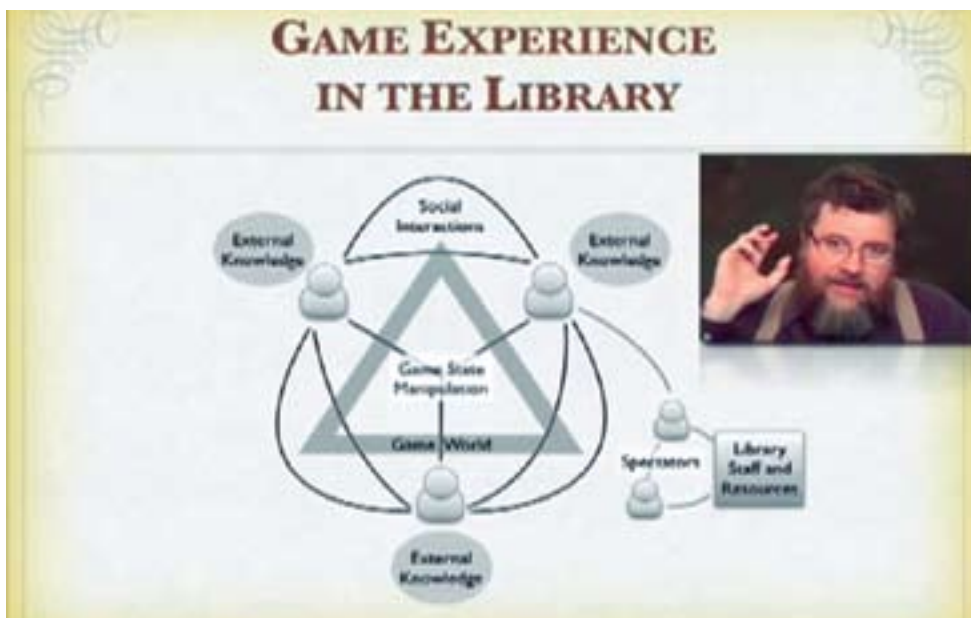 GAME EXPERIENCE
IN THE LIBRARY
Social
Interactions
External
Knowledge
External
Knowledge
Game State
Manipulation
Game World
Spectators
Library
Staff and
Resources
External
Knowledge